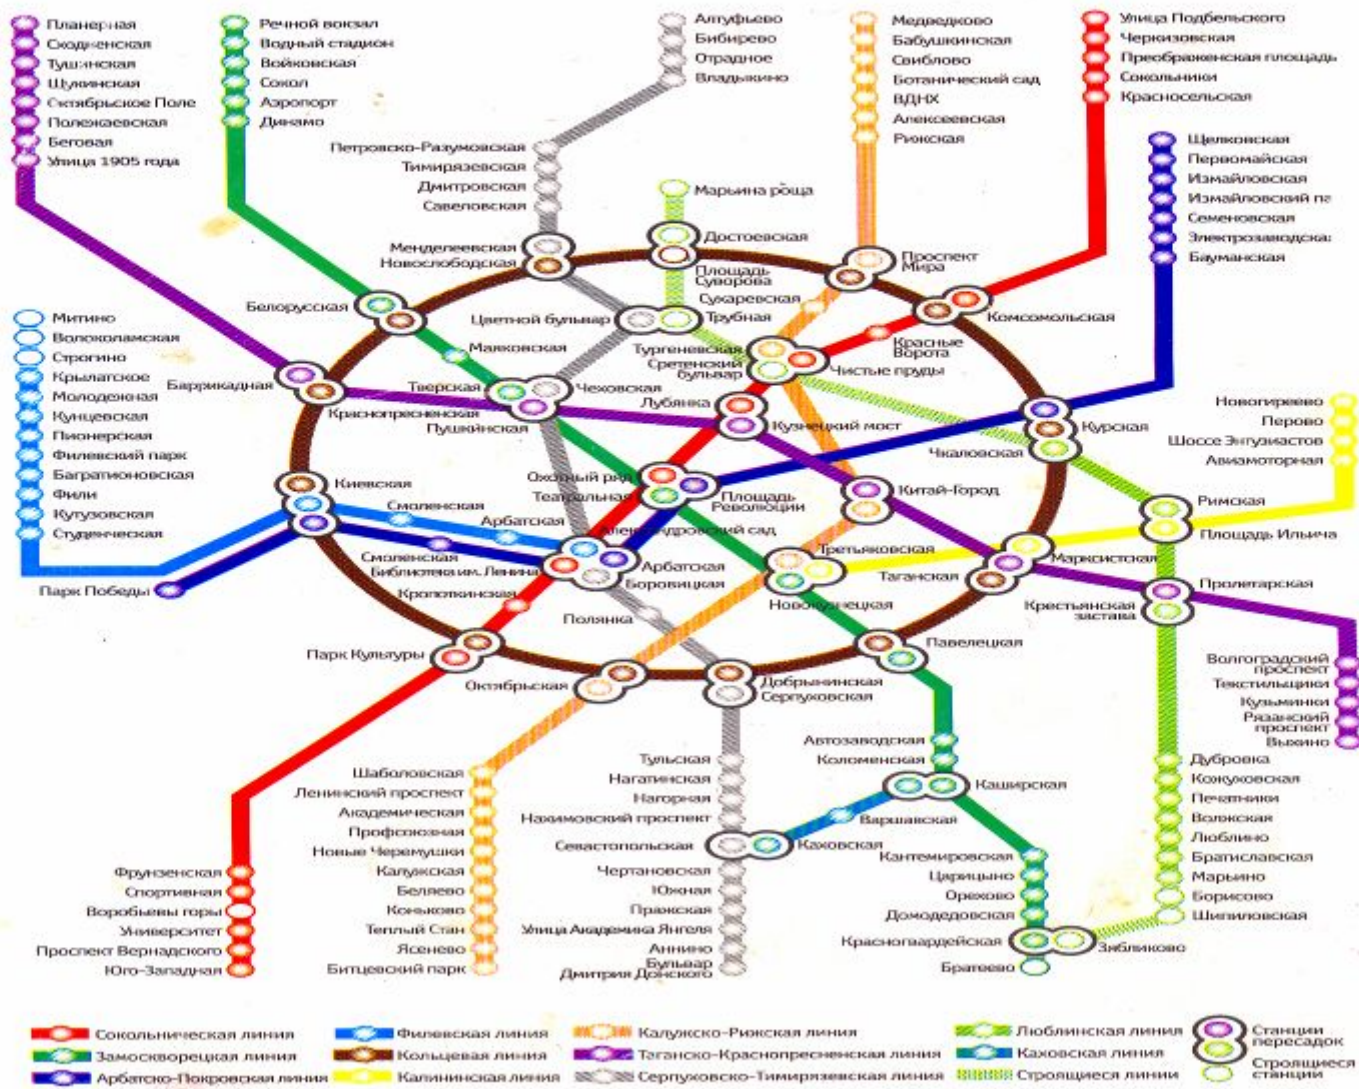 Планерная
Сходненская
Тушинская
Щукинская
Октябрьское Поле
Полежаевская
Беговая
Улица 1905 года
Речной вокзал
Водный стадион
Войковская
Сокол
Аэропорт
Динамо
Алтуфьево
Бибирево
Отрадное
Владыкино
Петровско-Разумовская
Тимирязевская
Дмитровская
Савеловская
Менделеевская
Новослободская
Марьина роща
Достоевская
Площадь
Суворова
Медведково
Бабушкинская
Свиблово
Ботанический сад
ВДНХ
Алексеевская
Рижская
Проспект
Мира
Сухаревская
Улица Подбельского
Черкизовская
Преображенская площадь
Сокольники
Красносельская
Комсомольская
Красные
Ворота
Щелковская
Первомайская
Измайловская
Измайловский па
Семеновская
Электрозаводская
Бауманская
Белорусская
Маяковская
Цветной бульвар
Трубная
Тургеневская
Сретенский
бульвар
Чистые пруды
Тверская
Чеховская
Пушкинская
Баррикадная
Краснопресненская
Лубянка
Кузнецкий мост
Курская
Чкаловская
Митино
Волоколамская
Строгино
Крылатское
Молодежная
Кунцевская
Пионерская
Филевский парк
Багратионовская
Фили
Кутузовская
Студенческая
Парк Победы
Киевская
Смоленская
Арбатская
Александровский сад
Смоленская
Библиотека им. Ленина
Арбатская
Боровицкая
Кропоткинская
Полянка
Охотный ряд
Театральная
Площадь
Революции
Китай-Город
Третьяковская
Новокузнецкая
Таганская
Марксистская
Новогиреево
Перово
Шоссе Энтузиастов
Авиамоторная
Римская
Площадь Ильича
Пролетарская
Крестьянская
застава
Волгоградский
проспект
Текстильщики
Кузьминки
Рязанский
проспект
Выхино
Парк Культуры
Октябрьская
Добрынинская
Серпуховская
Павелецкая
Автозаводская
Коломенская
Каширская
Варшавская
Каховская
Севастопольская
Кантемировская
Царицыно
Орехово
Домодедовская
Красногвардейская
Зябликово
Братеево
Дубровка
Кожуховская
Печатники
Волжская
Люблино
Братиславская
Марьино
Борисово
Шипиловская
Тульская
Нагатинская
Нагорная
Нахимовский проспект
Чертановская
Южная
Пражская
Улица Академика Янгеля
Аннино
Бульвар
Дмитрия Донского
Шаболовская
Ленинский проспект
Академическая
Профсоюзная
Новые Черемушки
Калужская
Беляево
Коньково
Теплый Стан
Ясенево
Битцевский парк
Фрунзенская
Спортивная
Воробьевы горы
Университет
Проспект Вернадского
Юго-Западная
Сокольническая линия
Замоскворецкая линия
Арбатско-Покровская линия
Филевская линия
Кольцевая линия
Калининская линия
Калужско-Рижская линия
Таганско-Краснопресненская линия
Серпуховско-Тимирязевская линия
Люблинская линия
Каховская линия
Строящиеся линии
Станции
пересадок
Строящиеся
станции